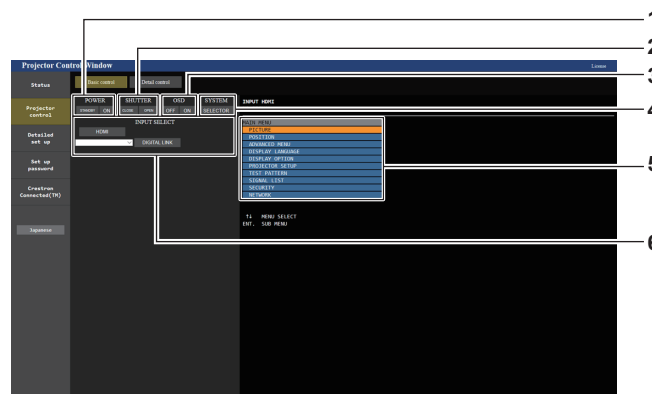 1
2
Projector Control Window
License
3
Status
Basic control
Detail control
POWER
SHUTTER
OSD
SYSTEM
INPUT HDMI
STANDBY
ON
CLOSE
OPEN
OFF
ON
SELECTOR
4
Projector control
INPUT SELECT
HDMI
DIGITAL LINK
MAIN MENU
PICTURE
POSITION
ADVANCED MENU
DISPLAY LANGUAGE
DISPLAY OPTION
PROJECTOR SETUP
TEST PATTERN
SIGNAL LIST
SECURITY
NETWORK
5
Detailed set up
Set up password
Crestron Connected(TM)
↑↓ MENU SELECT
ENT. SUB MENU
Japanese
6